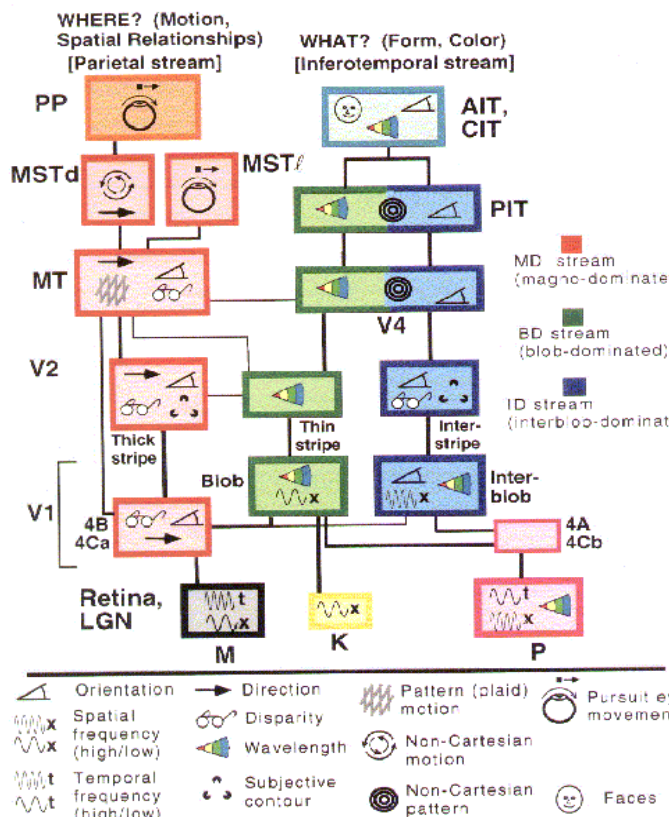 WHERE? (Motion,
Spatial Relationships)
[Parietal stream]
WHAT? (Form, Color)
[Inferotemporal stream]
PP
AIT,
CIT
MSTd
MSTℓ
PIT
MT
V4
MD stream
(magno-dominate
BD stream
(blob-dominated)
ID stream
(interbloo-dominat
V2
Thick
stripe
Thin
stripe
Inter-
stripe
V1
Blob
x
Inter-
blob
x
4B
4Ca
4A
4Cb
Retina,
LGN
t
x
M
x
K
t
x
P
Orientation
Direction
Pattern (plaid)
motion
Pursuit ey
movemen
x
x
Spatial
frequency
(high/low)
Disparity
Wavelength
Non-Cartesian
motion
t
t
Temporal
frequency
(high/low)
Subjective
contour
Non-Cartesian
pattern
Faces